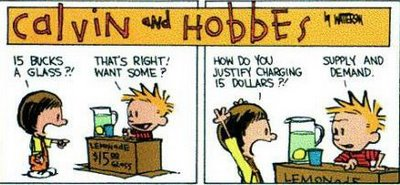 Calvin and Hobbes by Watterson
15 BUCKS
A GLASS?!
THAT'S RIGHT!
WANT SOME?
LEMONADE
$15.00
GLASS
HOW DO YOU
JUSTIFY CHARGING
15 DOLLARS?!
SUPPLY AND
DEMAND.
LEMONADE